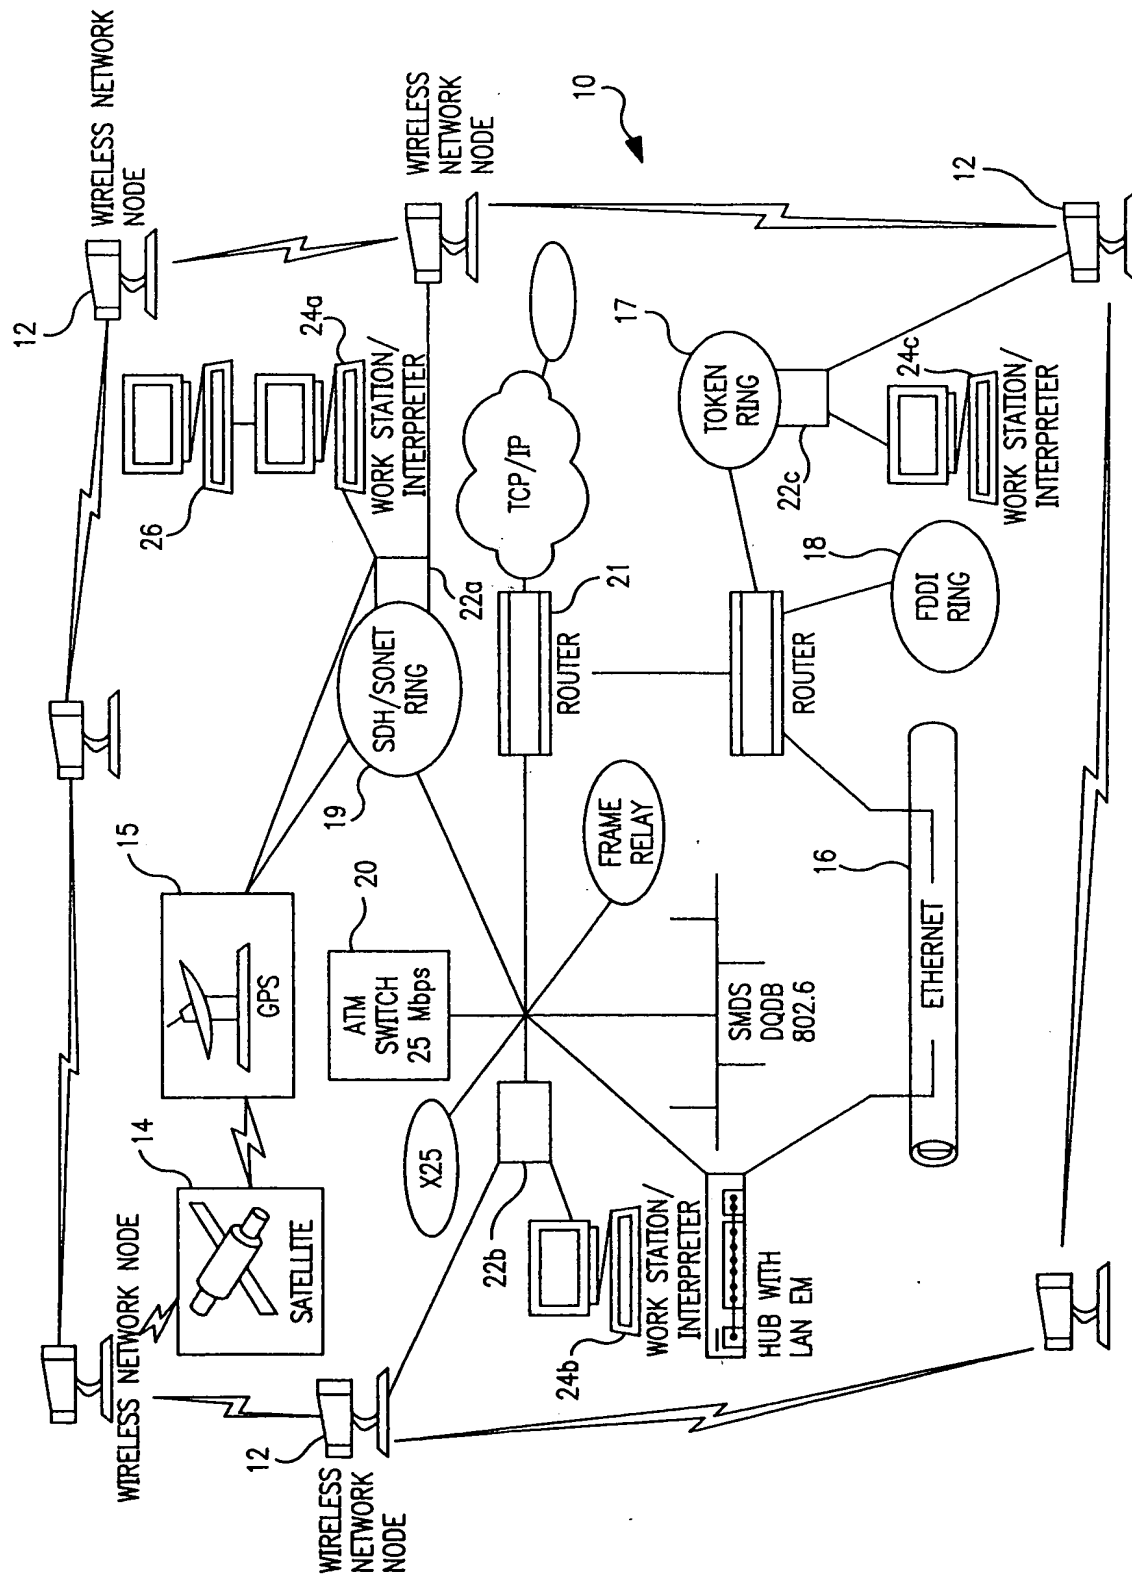 WIRELESS NETWORK NODE
14
SATELLITE
15
GPS
12
WIRELESS NETWORK
NODE
12
WIRELESS
NETWORK
NODE
X25
20
ATM
SWITCH
25 Mbps
19
SDH/SONET
RING
26
24a
WORK STATION/
INTERPRETER
22a
WIRELESS
NETWORK
NODE
10
22b
24b
WORK STATION/
INTERPRETER
FRAME
RELAY
ROUTER
21
TCP/IP
HUB WITH
LAN EM
SMDS
DQDB
802.6
ROUTER
17
TOKEN
RING
22c
24c
WORK STATION/
INTERPRETER
18
FDDI
RING
16
ETHERNET
12